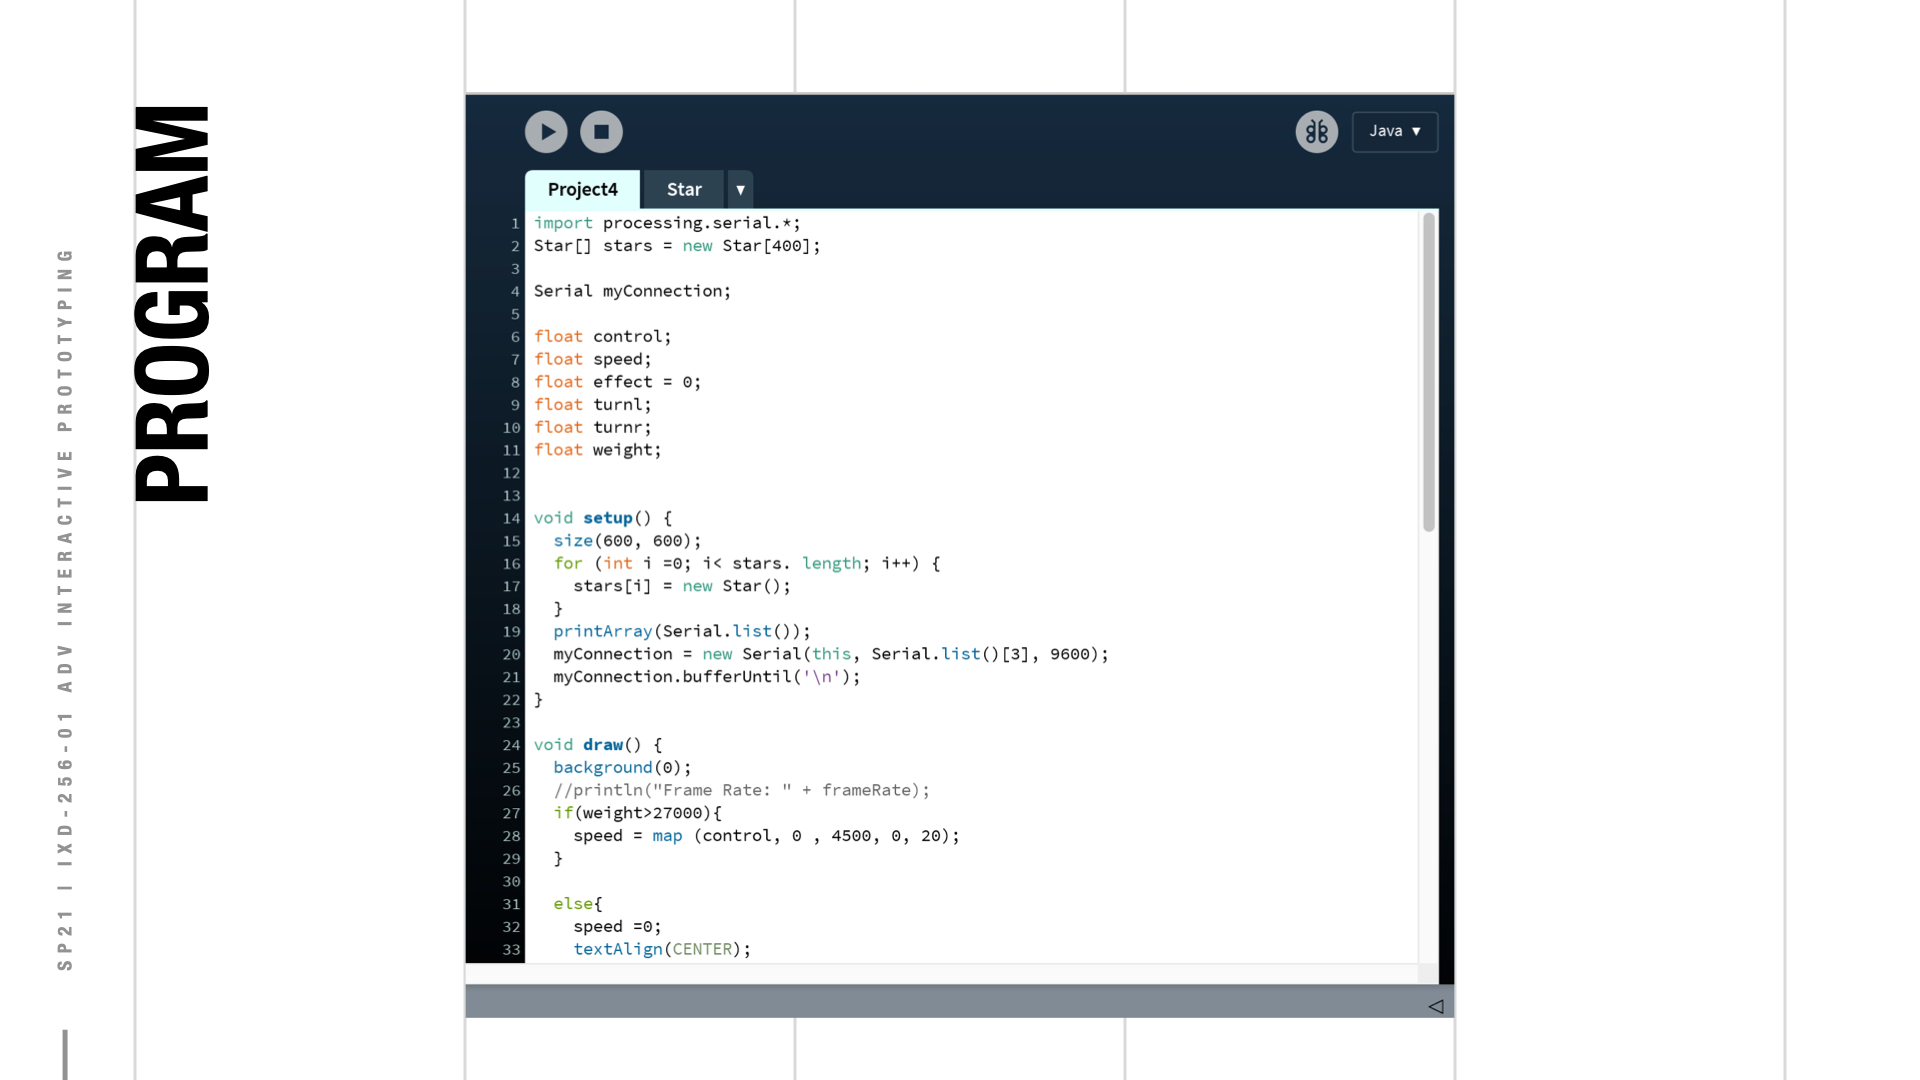 SP21 | IXD-256-01 ADV INTERACTIVE PROTOTYPING
PROGRAM
Java ▼
Project4 Star ▼
1 import processing.serial.*;
2 Star[] stars = new Star[400];
3
4 Serial myConnection;
5
6 float control;
7 float speed;
8 float effect = 0;
9 float turnl;
10 float turnr;
11 float weight;
12
13
14 void setup() {
15   size(600, 600);
16   for (int i =0; i< stars. length; i++) {
17     stars[i] = new Star();
18   }
19   printArray(Serial.list());
20   myConnection = new Serial(this, Serial.list()[3], 9600);
21   myConnection.bufferUntil('\n');
22 }
23
24 void draw() {
25   background(0);
26   //println("Frame Rate: " + frameRate);
27   if(weight>27000){
28     speed = map (control, 0 , 4500, 0, 20);
29   }
30
31   else{
32     speed =0;
33     textAlign(CENTER);